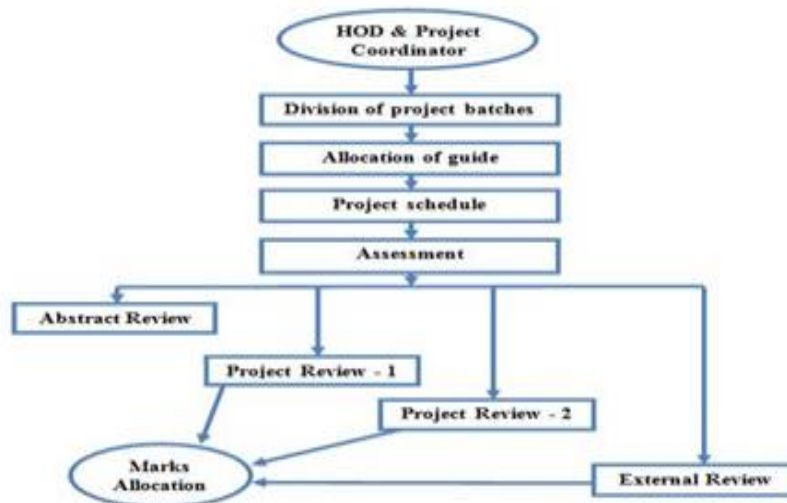 HOD & Project
Coordinator
Division of project batches
Allocation of guide
Project schedule
Assessment
Abstract Review
Project Review - 1
Project Review - 2
Marks
Allocation
External Review